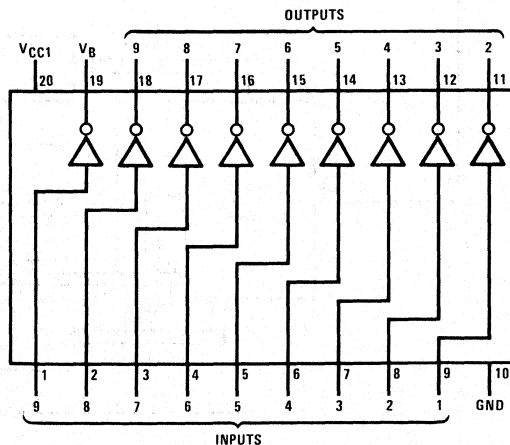 OUTPUTS
VCC1 VB 9 8 7 6 5 4 3 2
20 19 18 17 16 15 14 13 12 11
1 2 3 4 5 6 7 8 9 10
9 8 7 6 5 4 3 2 1 GND
INPUTS